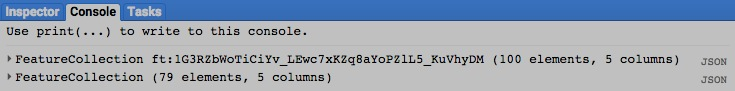 Inspector Console Tasks
Use print(...) to write to this console.
FeatureCollection ft:1G3RZbWoTiCiYv_LEwc7xKZq8aYoPZlL5_KuVhyDM (100 elements, 5 columns) JSON
FeatureCollection (79 elements, 5 columns) JSON